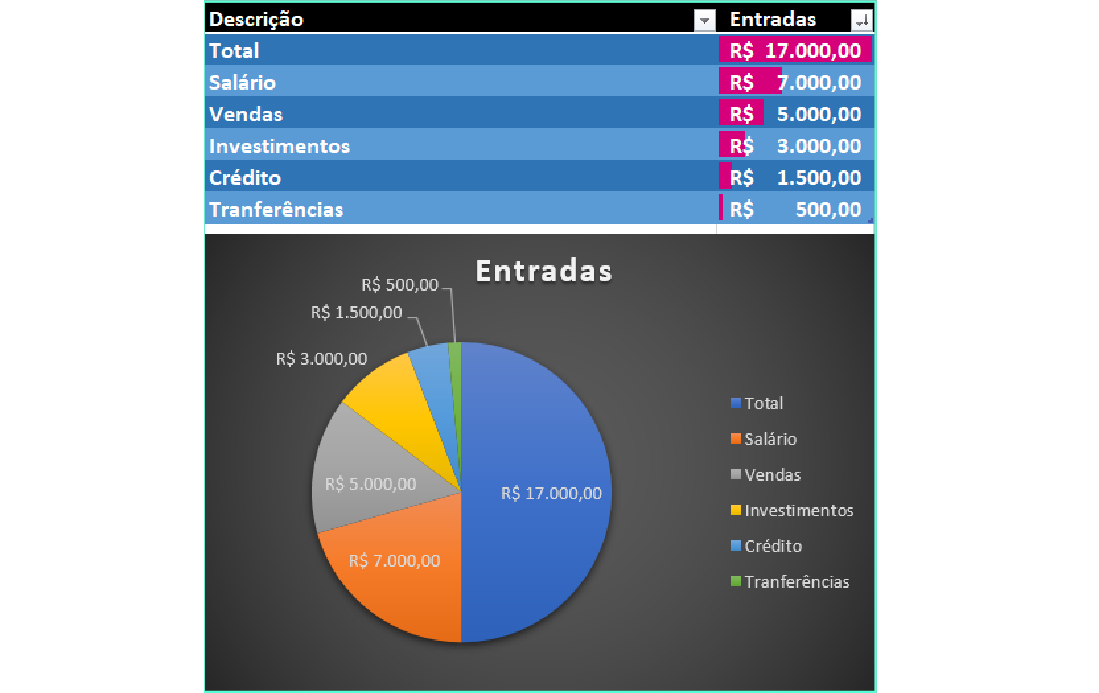 Descrição Entradas
Total R$ 17.000,00
Salário R$ 7.000,00
Vendas R$ 5.000,00
Investimentos R$ 3.000,00
Crédito R$ 1.500,00
Tranferências R$ 500,00
Entradas
R$ 500,00
R$ 1.500,00
R$ 3.000,00
R$ 5.000,00
R$ 17.000,00
R$ 7.000,00
Total
Salário
Vendas
Investimentos
Crédito
Tranferências